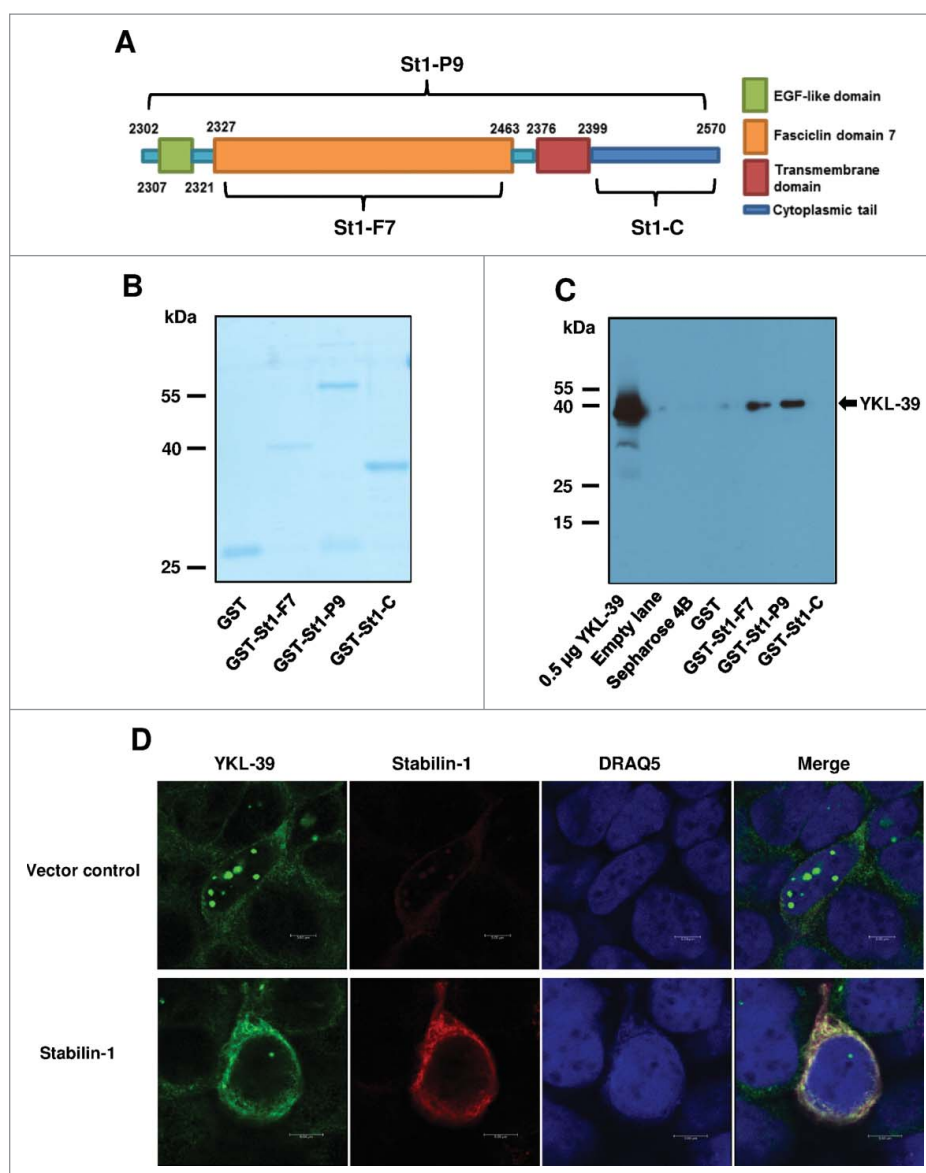 A
St1-P9
2302
2327
2463
2376
2399
2570
2307
2321
St1-F7
St1-C
EGF-like domain
Fasciclin domain 7
Transmembrane
domain
Cytoplasmic tail
B
kDa
55
40
25
GST
GST-St1-F7
GST-St1-P9
GST-St1-C
C
kDa
55
40
25
15
YKL-39
0.5 µg YKL-39
Empty lane
Sepharose 4B
GST
GST-St1-F7
GST-St1-P9
GST-St1-C
D
YKL-39 Stabilin-1 DRAQ5 Merge
Vector control
Stabilin-1